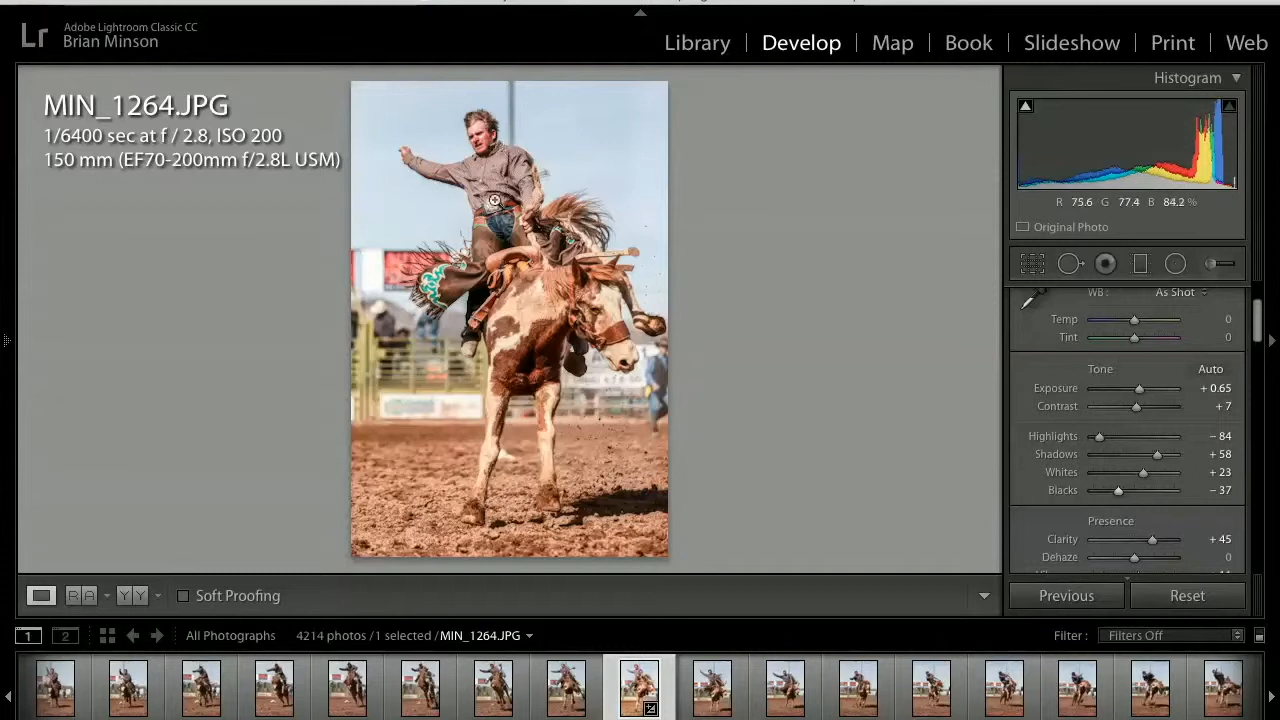 Lr Adobe Lightroom Classic CC
Brian Minson
Library | Develop | Map | Book | Slideshow | Print | Web
MIN_1264.JPG
1/6400 sec at f / 2.8, ISO 200
150 mm (EF70-200mm f/2.8L USM)
Histogram
R 75.6 G 77.4 B 84.2 %
Original Photo
WB: As Shot
Temp 0
Tint 0
Tone Auto
Exposure + 0.65
Contrast + 7
Highlights − 84
Shadows + 58
Whites + 23
Blacks − 37
Presence
Clarity + 45
Dehaze 0
R A Y Y Soft Proofing
Previous Reset
1 2 All Photographs 4214 photos / 1 selected / MIN_1264.JPG Filter : Filters Off